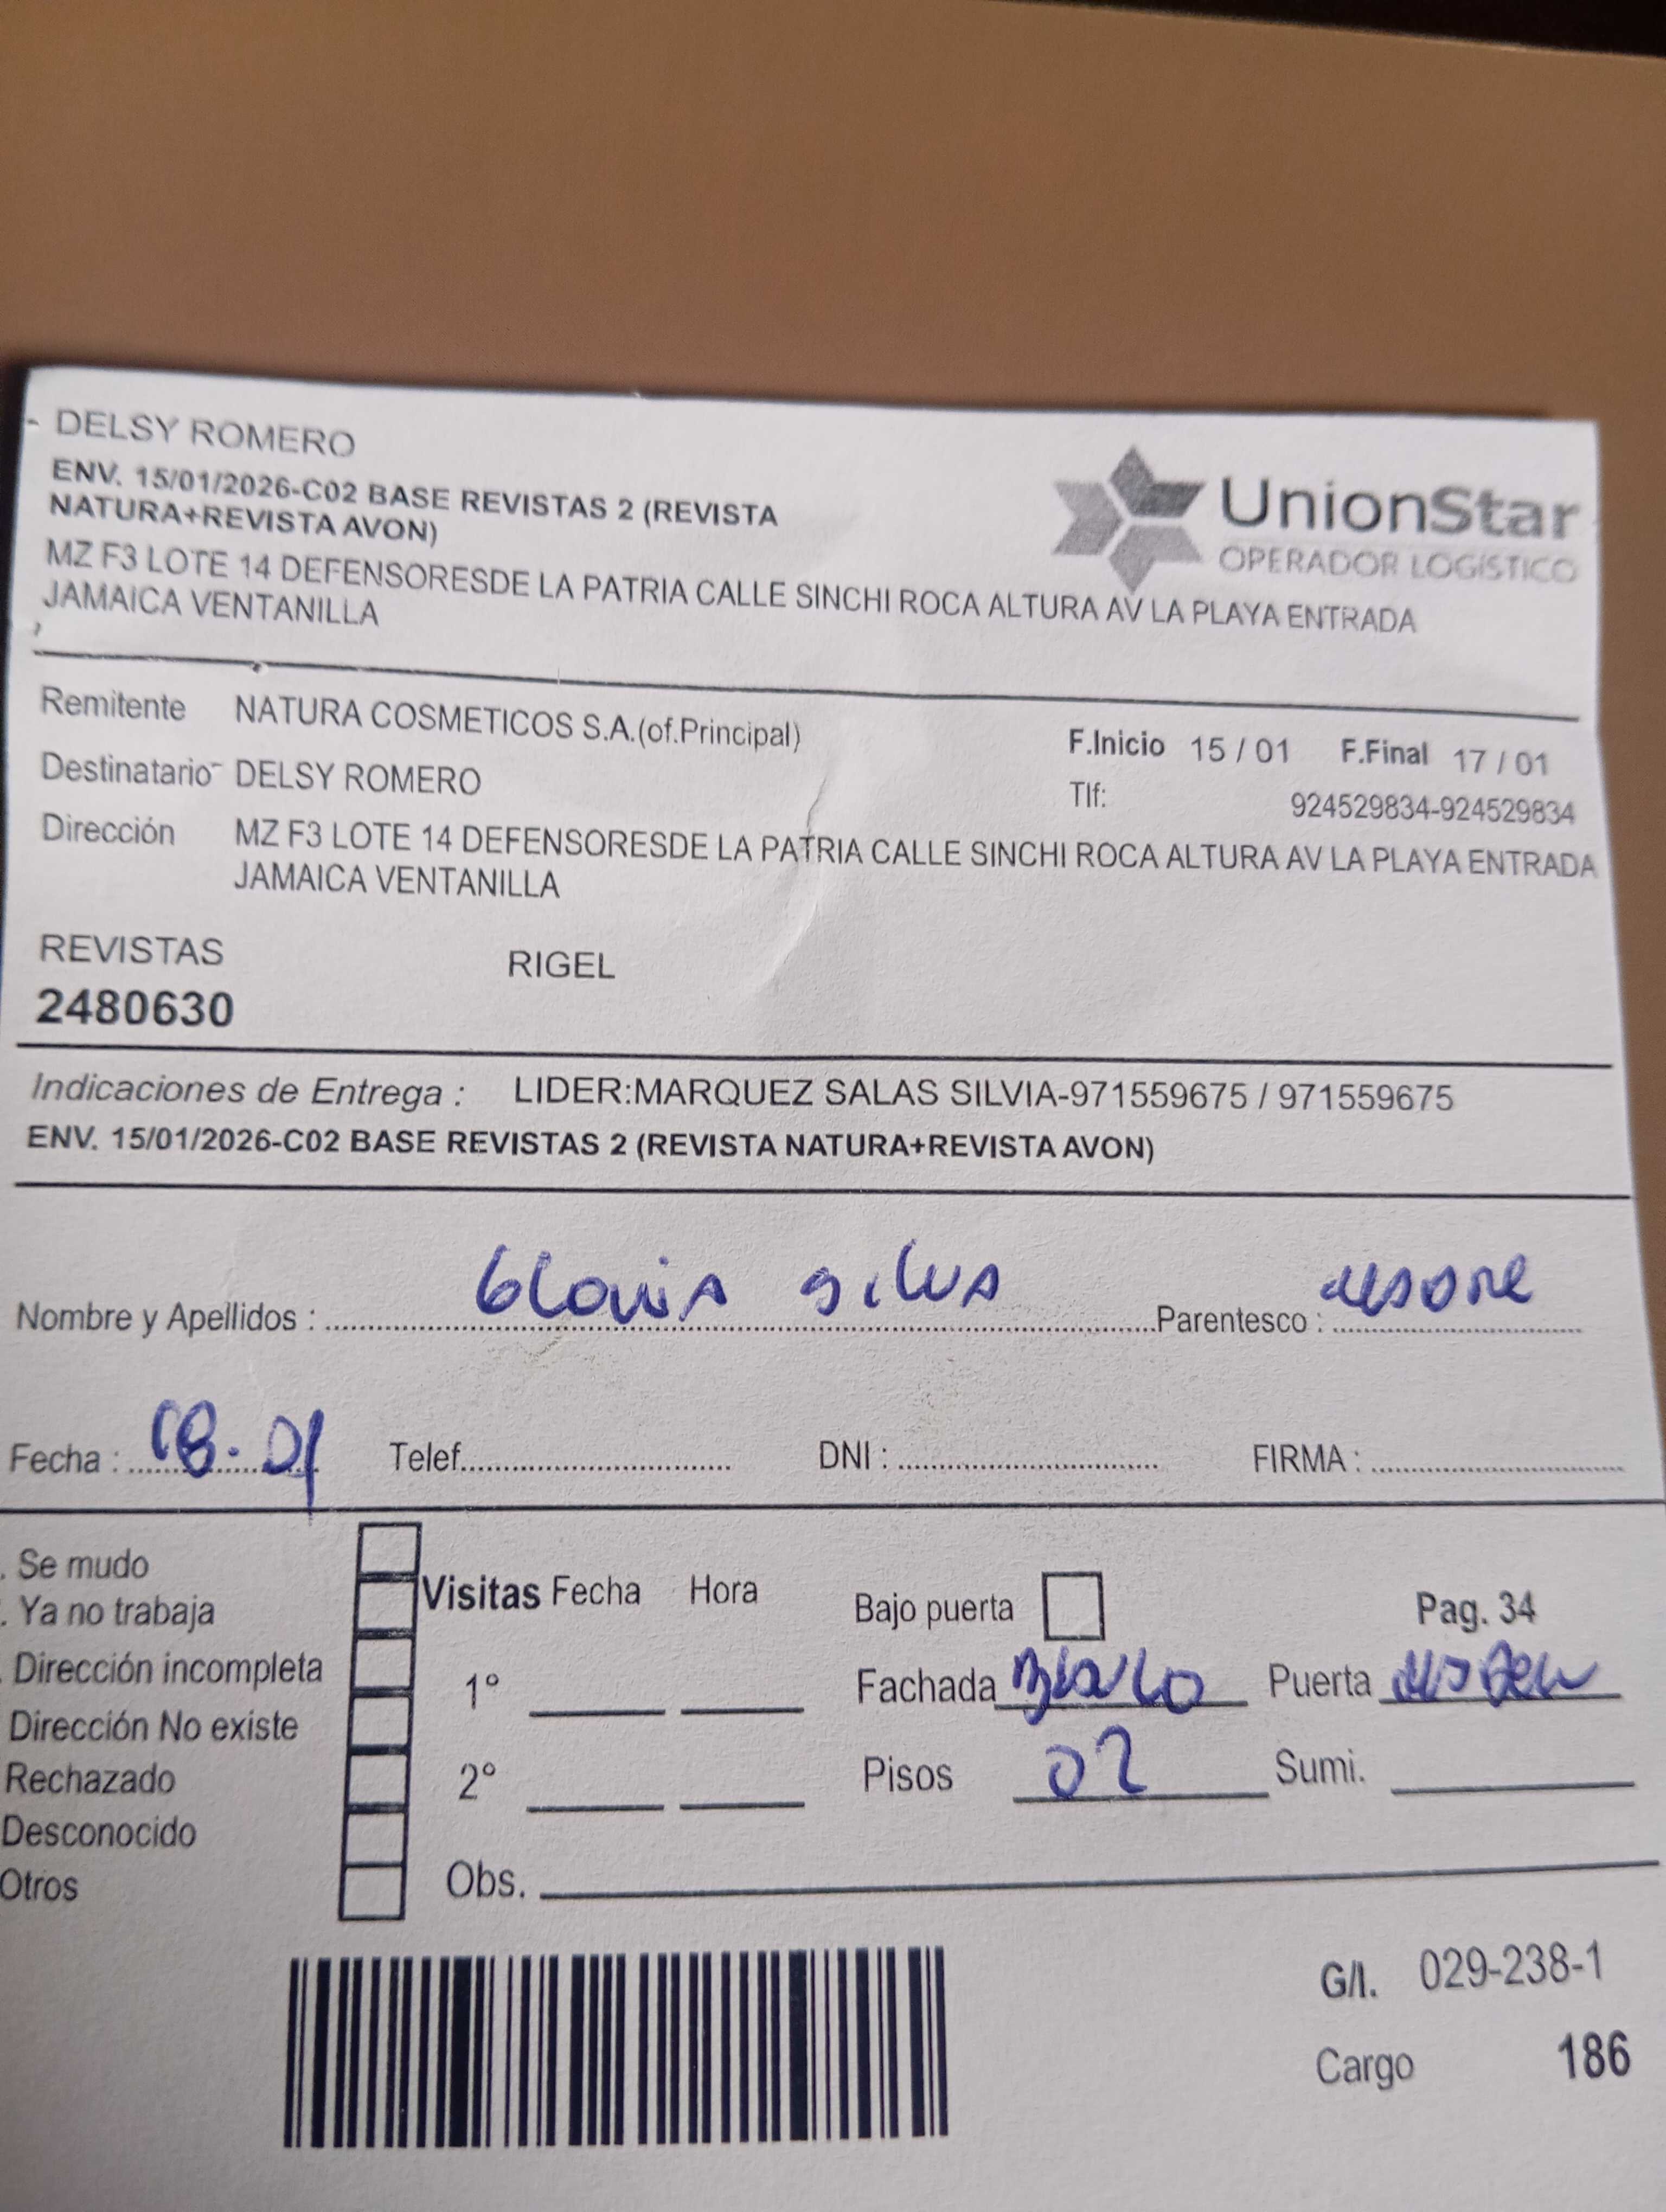 - DELSY ROMERO
ENV. 15/01/2026-C02 BASE REVISTAS 2 (REVISTA
NATURA+REVISTA AVON)
MZ F3 LOTE 14 DEFENSORESDE LA PATRIA CALLE SINCHI ROCA ALTURA AV LA PLAYA ENTRADA
JAMAICA VENTANILLA
UnionStar
OPERADOR LOGÍSTICO
Remitente NATURA COSMETICOS S.A.(of.Principal)
F.Inicio 15 / 01 F.Final 17 / 01
Destinatario DELSY ROMERO
Tlf: 924529834-924529834
Dirección MZ F3 LOTE 14 DEFENSORESDE LA PATRIA CALLE SINCHI ROCA ALTURA AV LA PLAYA ENTRADA
JAMAICA VENTANILLA
REVISTAS RIGEL
2480630
Indicaciones de Entrega : LIDER:MARQUEZ SALAS SILVIA-971559675 / 971559675
ENV. 15/01/2026-C02 BASE REVISTAS 2 (REVISTA NATURA+REVISTA AVON)
Nombre y Apellidos : Parentesco :
Fecha : 18-01 Telef. DNI : FIRMA :
. Se mudo
. Ya no trabaja
. Dirección incompleta
Dirección No existe
Rechazado
Desconocido
Otros
Visitas Fecha Hora
1°
2°
Obs.
Bajo puerta Pag. 34
Fachada Puerta
Pisos 02 Sumi.
G/I. 029-238-1
Cargo 186